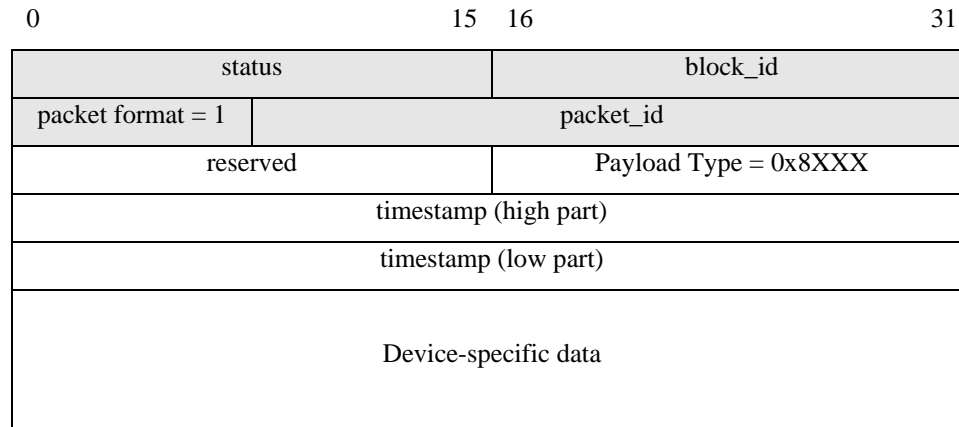 0 15 16 31
status block_id
packet format = 1 packet_id
reserved Payload Type = 0x8XXX
timestamp (high part)
timestamp (low part)
Device-specific data